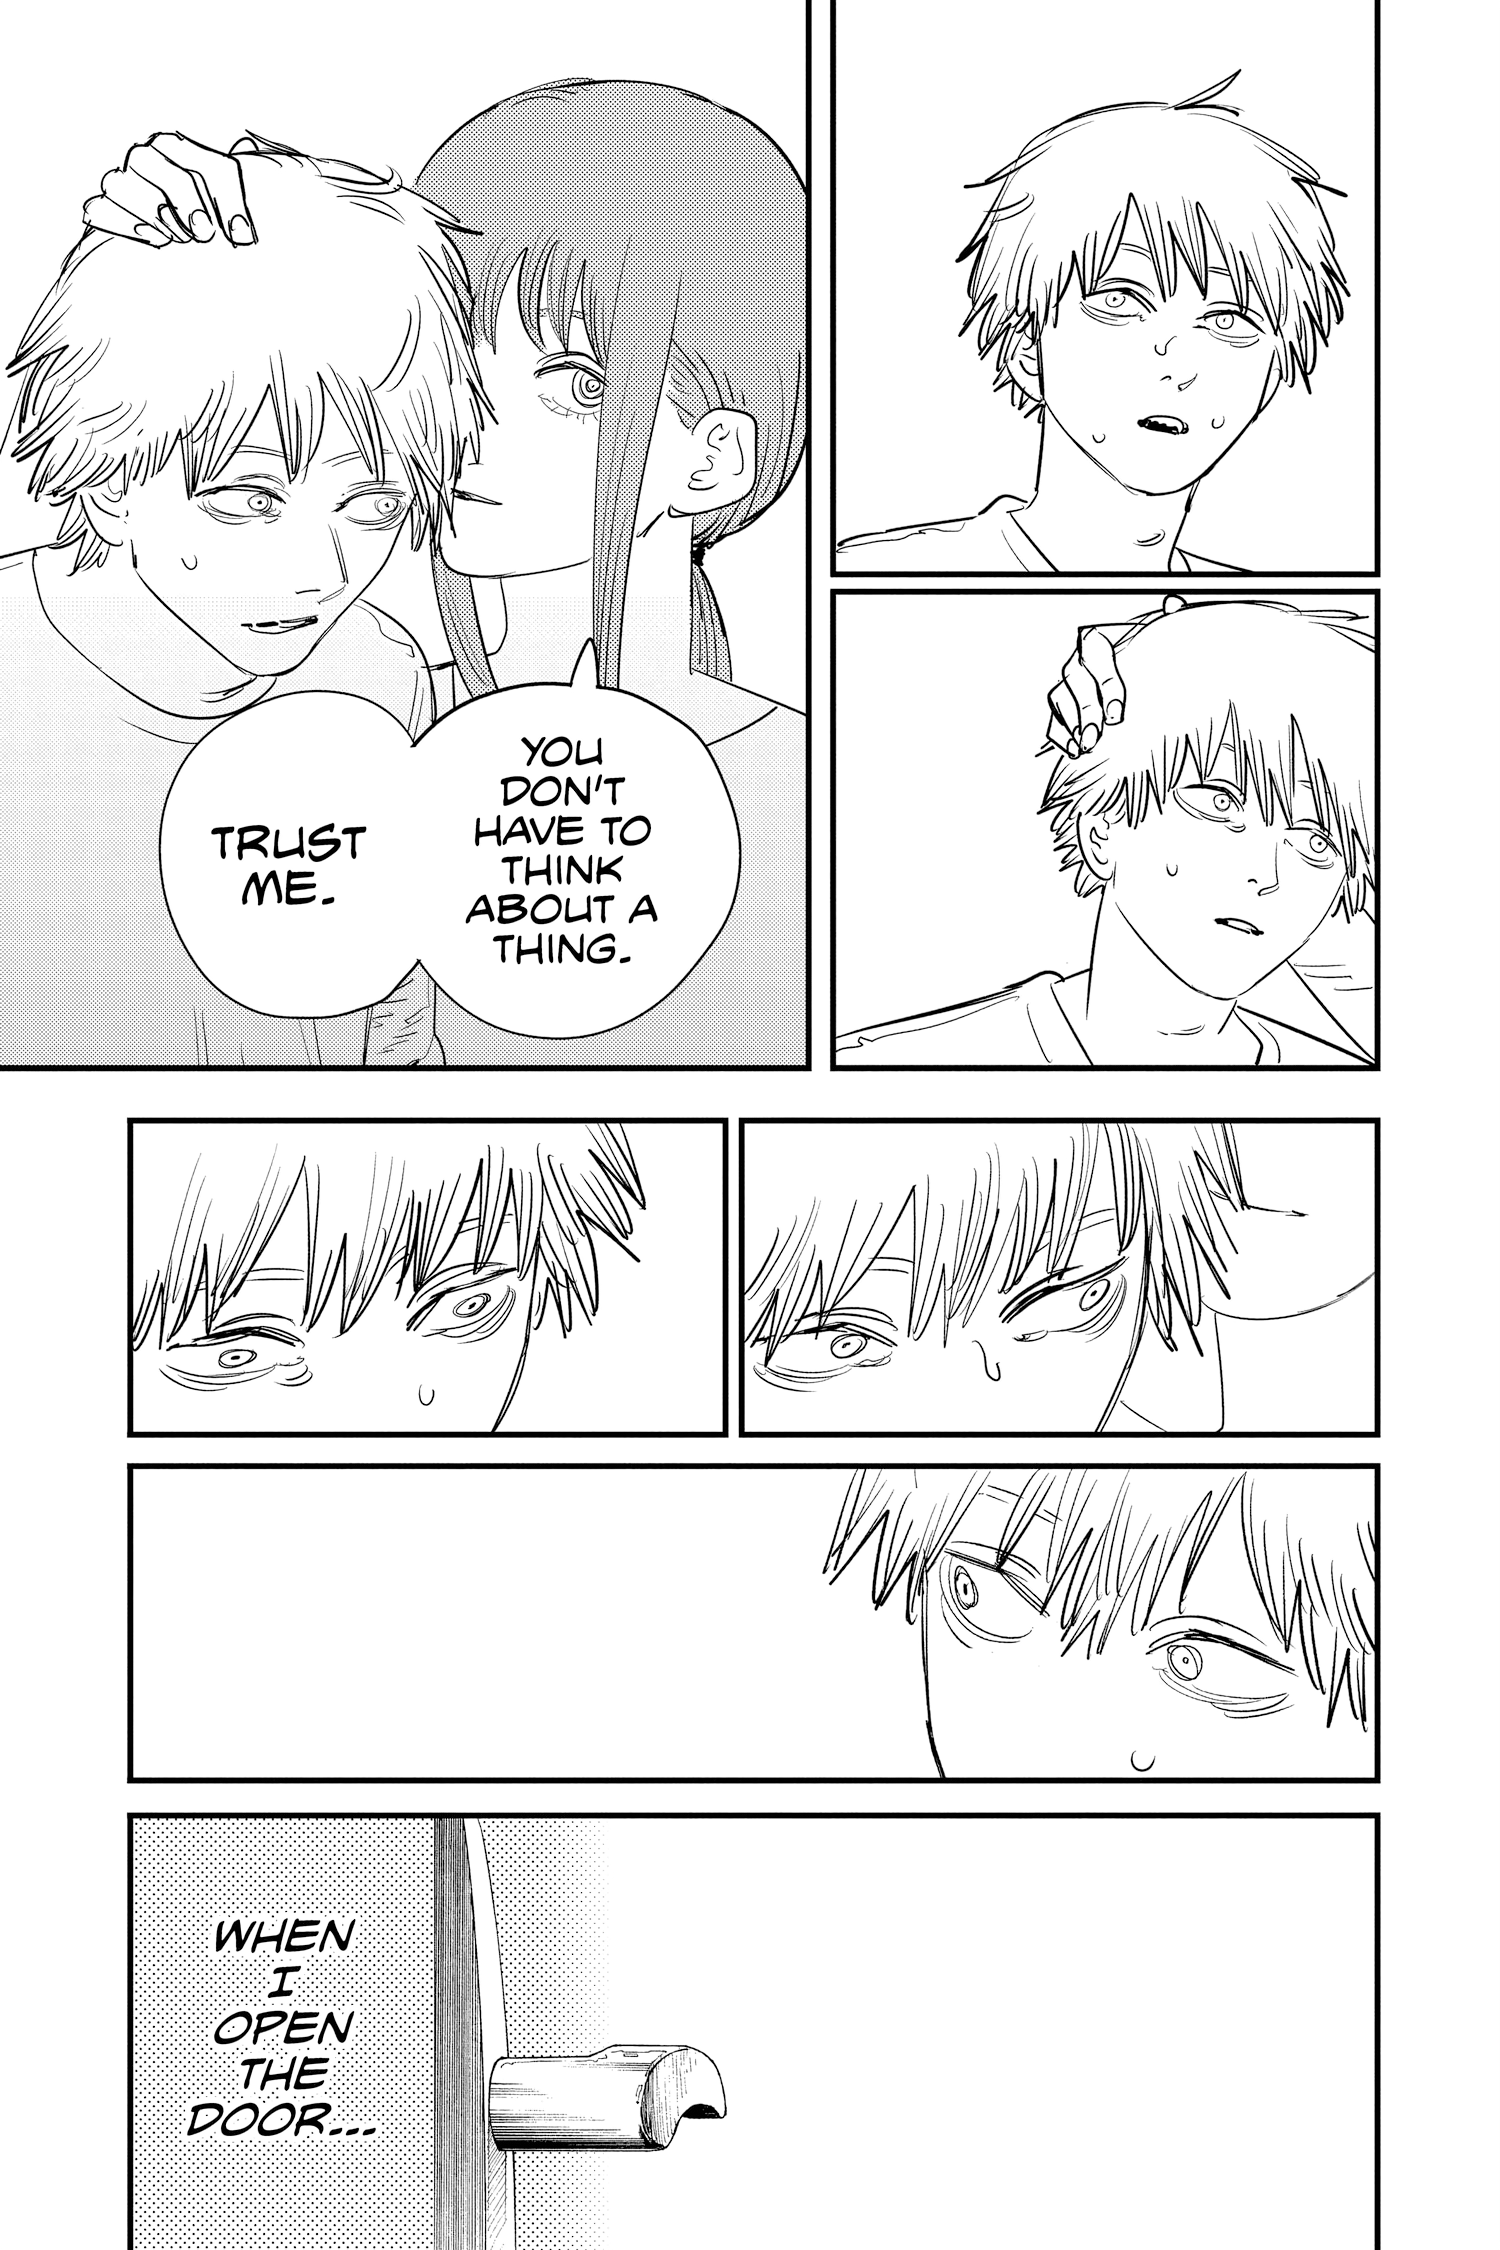 YOU
DON'T
HAVE TO
THINK
ABOUT A
THING.
TRUST
ME.
WHEN
I
OPEN
THE
DOOR...